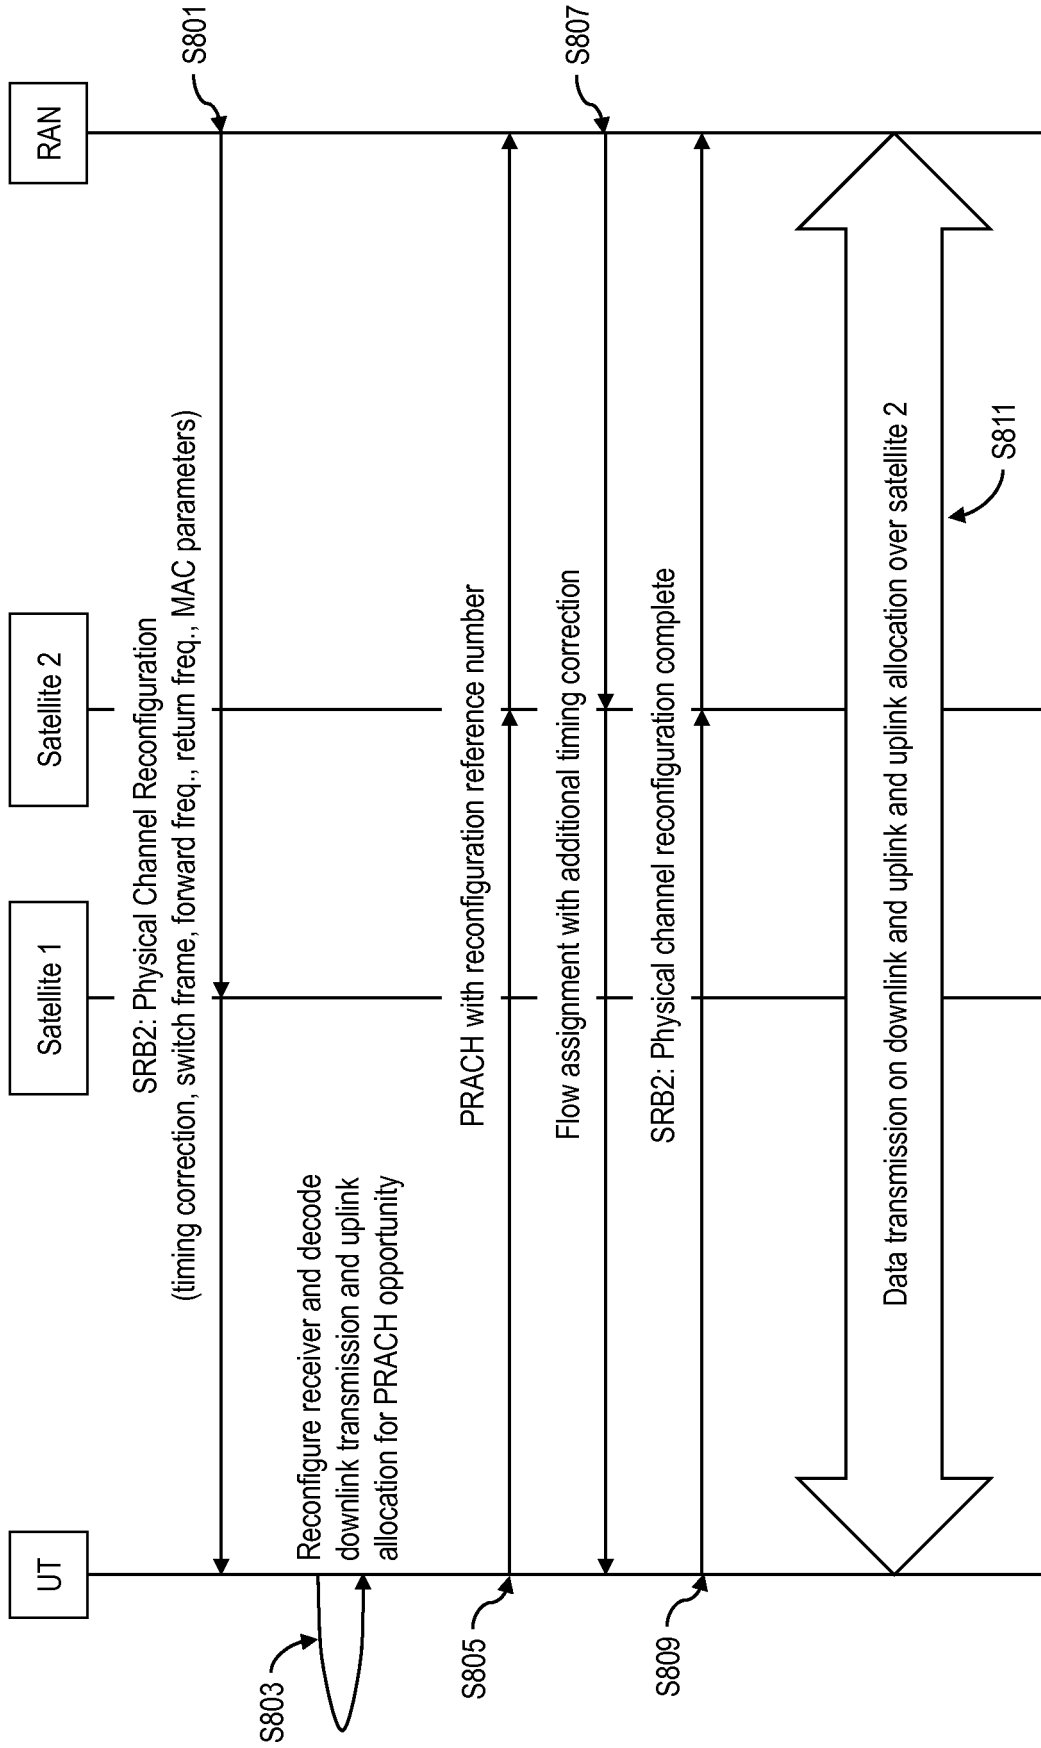 UT
Satellite 1
Satellite 2
RAN
SRB2: Physical Channel Reconfiguration
(timing correction, switch frame, forward freq., return freq., MAC parameters)
S801
S803
Reconfigure receiver and decode
downlink transmission and uplink
allocation for PRACH opportunity
S805
PRACH with reconfiguration reference number
Flow assignment with additional timing correction
S807
S809
SRB2: Physical channel reconfiguration complete
Data transmission on downlink and uplink and uplink allocation over satellite 2
S811